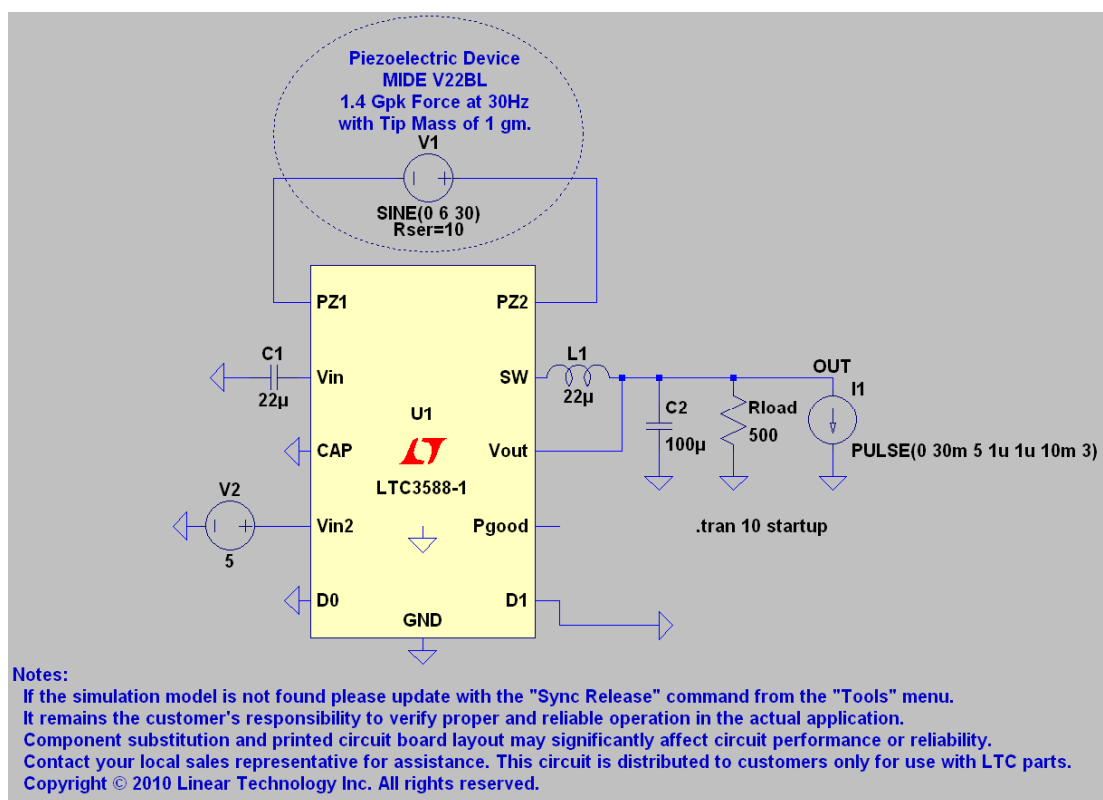 Piezoelectric Device
MIDE V22BL
1.4 Gpk Force at 30Hz
with Tip Mass of 1 gm.
V1
SINE(0 6 30)
Rser=10
PZ1
PZ2
C1
22µ
Vin
SW
L1
22µ
OUT
I1
U1
C2
100µ
Rload
500
PULSE(0 30m 5 1u 1u 10m 3)
CAP
Vout
LTC3588-1
V2
5
Vin2
Pgood
.tran 10 startup
D0
D1
GND
Notes:
If the simulation model is not found please update with the "Sync Release" command from the "Tools" menu.
It remains the customer's responsibility to verify proper and reliable operation in the actual application.
Component substitution and printed circuit board layout may significantly affect circuit performance or reliability.
Contact your local sales representative for assistance. This circuit is distributed to customers only for use with LTC parts.
Copyright © 2010 Linear Technology Inc. All rights reserved.